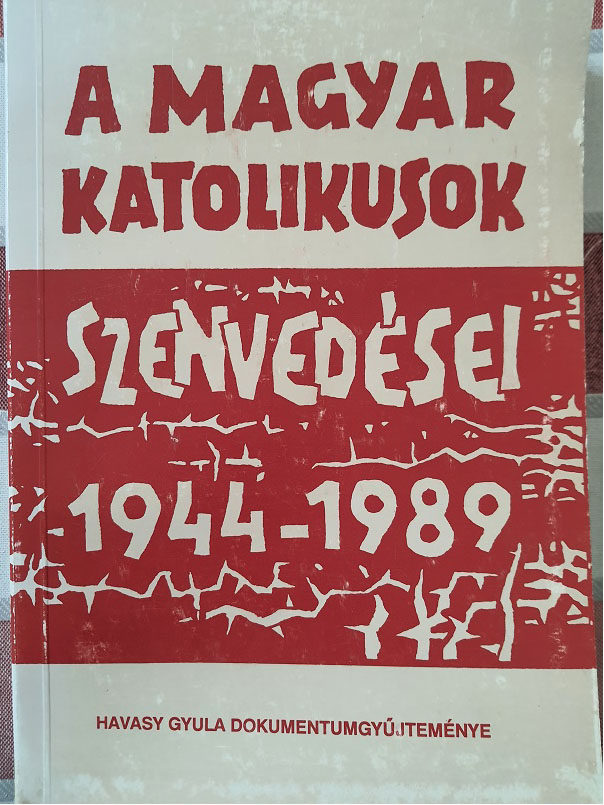 A MAGYAR
KATOLIKUSOK
SZENVEDÉSEI
1944-1989
HAVASY GYULA DOKUMENTUMGYŰJTEMÉNYE